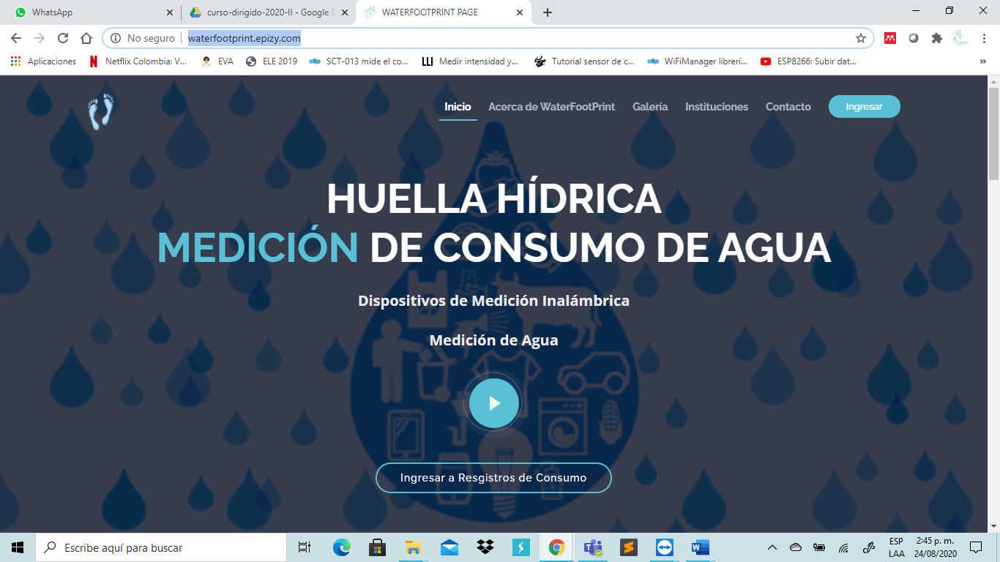 WhatsApp
curso-dirigido-2020-II - Google D
WATERFOOTPRINT PAGE
No seguro
waterfootprint.epizy.com
Aplicaciones
Netflix Colombia: V...
EVA
ELE 2019
SCT-013 mide el co...
Medir intensidad y...
Tutorial sensor de c...
WiFiManager librerí...
ESP8266: Subir dat...
Inicio
Acerca de WaterFootPrint
Galería
Instituciones
Contacto
Ingresar
HUELLA HÍDRICA
MEDICIÓN DE CONSUMO DE AGUA
Dispositivos de Medición Inalámbrica
Medición de Agua
Ingresar a Resgistros de Consumo
Escribe aquí para buscar
ESP
LAA
2:45 p. m.
24/08/2020